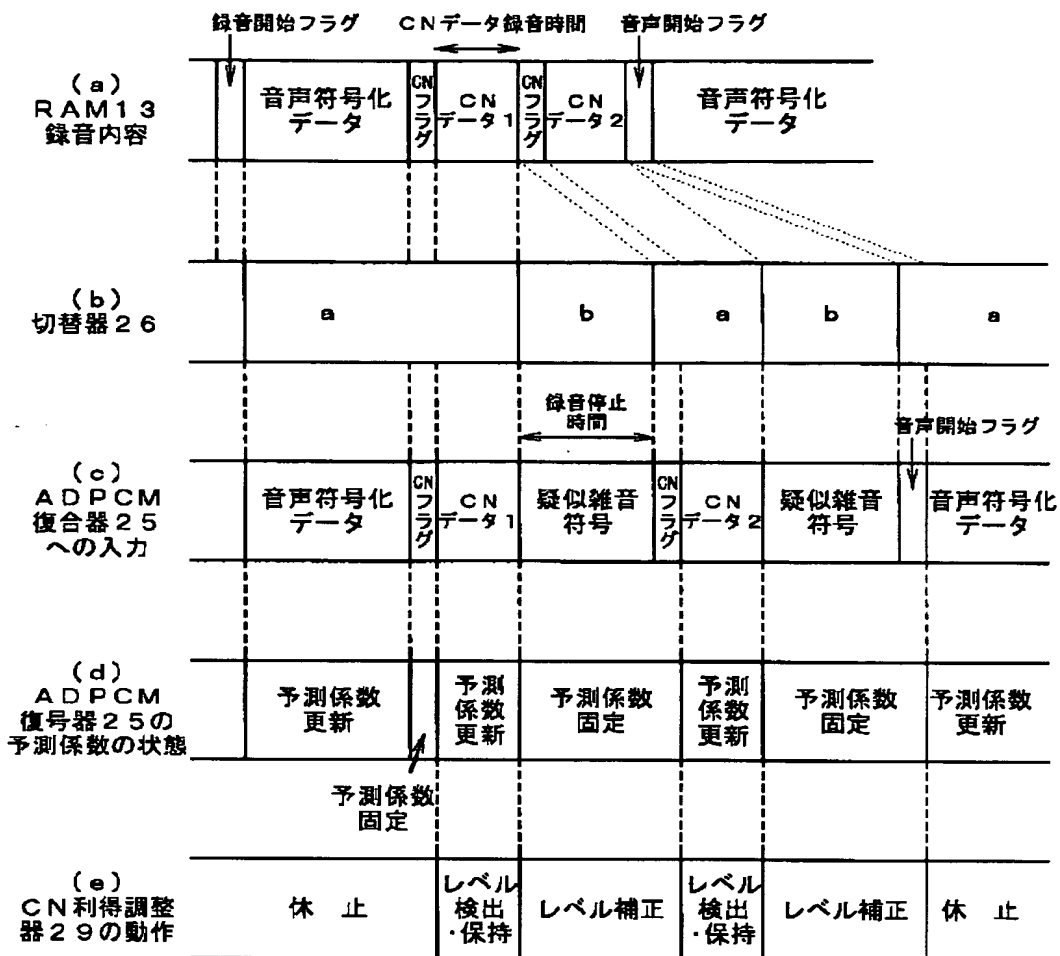 録音開始フラグ
CNデータ録音時間
音声開始フラグ
(a)
RAM13
録音内容
音声符号化
データ
CN
フラグ
CN
データ1
CN
フラグ
CN
データ2
音声符号化
データ
(b)
切替器26
a
b
a
b
a
録音停止
時間
音声開始フラグ
(c)
ADPCM
復合器25
への入力
音声符号化
データ
CN
フラグ
CN
データ1
疑似雑音
符号
CN
フラグ
CN
データ2
疑似雑音
符号
音声符号化
データ
(d)
ADPCM
復号器25の
予測係数の状態
予測係数
更新
予測
係数
更新
予測係数
固定
予測
係数
更新
予測係数
固定
予測係数
更新
予測係数
固定
(e)
CN利得調整
器29の動作
休 止
レベル
検出
・保持
レベル補正
レベル
検出
・保持
レベル補正
休 止